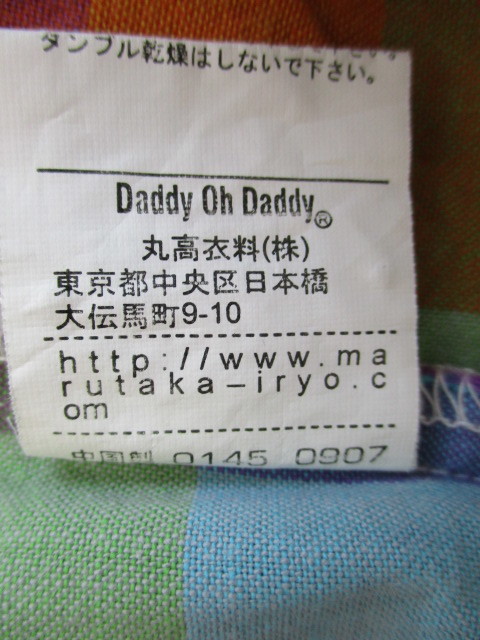 タンブル乾燥はしないで下さい。
Daddy Oh Daddy®
丸高衣料(株)
東京都中央区日本橋
大伝馬町9-10
http://www.ma
rutaka-iryo.c
om
中国製 0145 0907